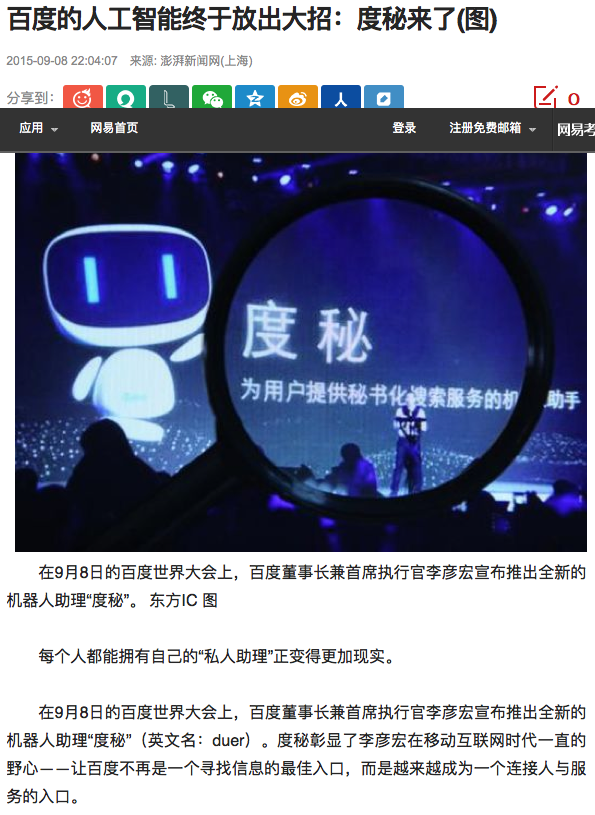 百度的人工智能终于放出大招：度秘来了(图)
2015-09-08 22:04:07 来源: 澎湃新闻网(上海)
分享到：
0
应用 网易首页 登录 注册免费邮箱 网易考
度秘
为用户提供秘书化搜索服务的机 助手
在9月8日的百度世界大会上，百度董事长兼首席执行官李彦宏宣布推出全新的
机器人助理“度秘”。 东方IC 图
每个人都能拥有自己的“私人助理”正变得更加现实。
在9月8日的百度世界大会上，百度董事长兼首席执行官李彦宏宣布推出全新的
机器人助理“度秘”（英文名：duer）。度秘彰显了李彦宏在移动互联网时代一直的
野心——让百度不再是一个寻找信息的最佳入口，而是越来越成为一个连接人与服
务的入口。